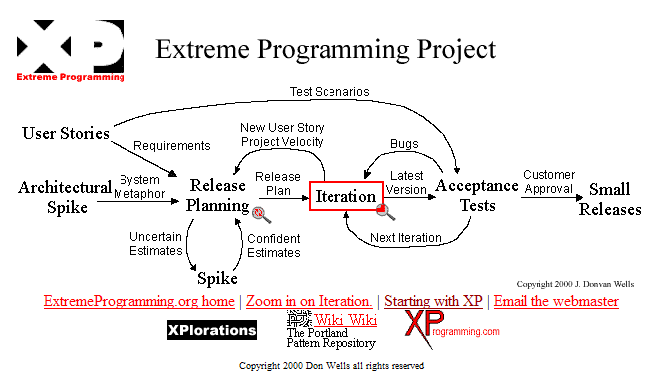 XP
Extreme Programming
Extreme Programming Project
Test Scenarios
User Stories
Requirements
New User Story
Project Velocity
Bugs
Architectural
Spike
System
Metaphor
Release
Planning
Release
Plan
Iteration
Latest
Version
Acceptance
Tests
Customer
Approval
Small
Releases
Uncertain
Estimates
Confident
Estimates
Next Iteration
Spike
Copyright 2000 J. Donvan Wells
ExtremeProgramming.org home | Zoom in on Iteration. | Starting with XP | Email the webmaster
XPlorations
Wiki Wiki
The Portland
Pattern Repository
XProgramming.com
Copyright 2000 Don Wells all rights reserved